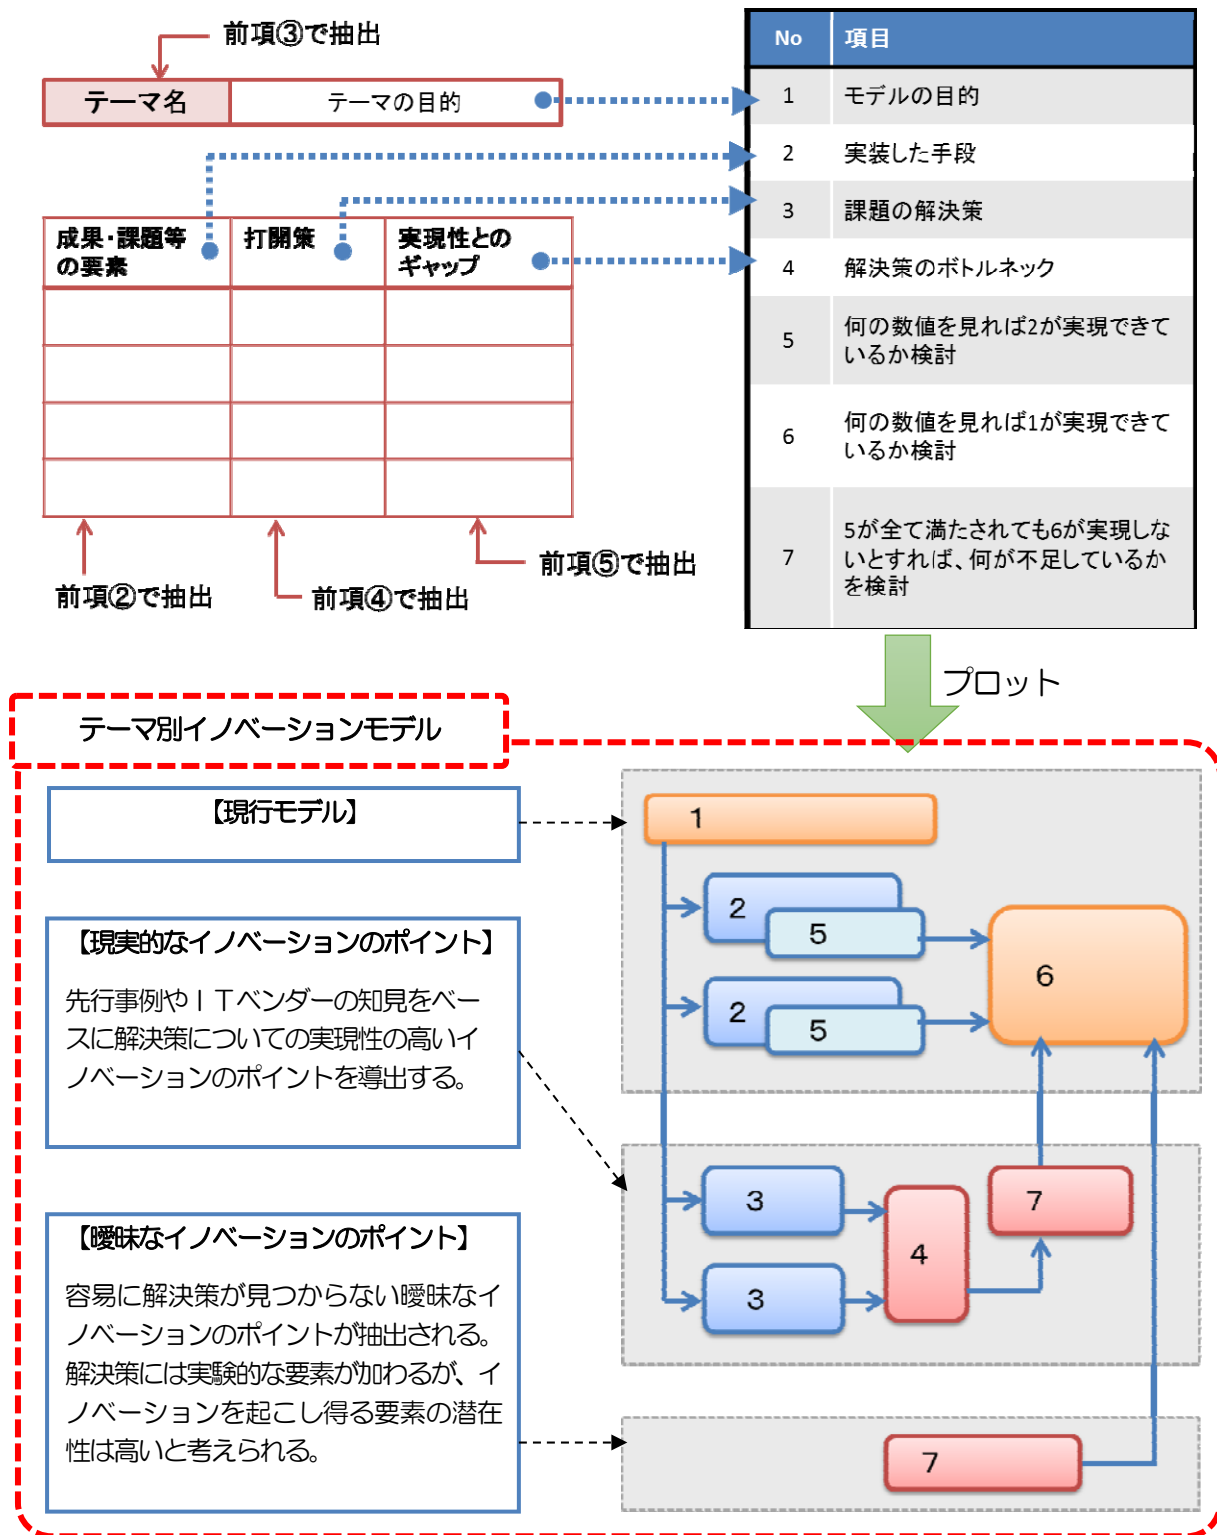 前項③で抽出
テーマ名
テーマの目的
成果・課題等
の要素
打開策
実現性との
ギャップ
前項②で抽出
前項④で抽出
前項⑤で抽出
No 項目
1 モデルの目的
2 実装した手段
3 課題の解決策
4 解決策のボトルネック
5 何の数値を見れば2が実現できて
いるか検討
6 何の数値を見れば1が実現できて
いるか検討
7 5が全て満たされても6が実現しな
いとすれば、何が不足しているか
を検討
プロット
テーマ別イノベーションモデル
【現行モデル】
【現実的なイノベーションのポイント】
先行事例やＩＴベンダーの知見をベー
スに解決策についての実現性の高いイ
ノベーションのポイントを導出する。
【曖昧なイノベーションのポイント】
容易に解決策が見つからない曖昧なイ
ノベーションのポイントが抽出される。
解決策には実験的な要素が加わるが、イ
ノベーションを起こし得る要素の潜在
性は高いと考えられる。
1
2
5
2
5
6
3
3
4
7
7